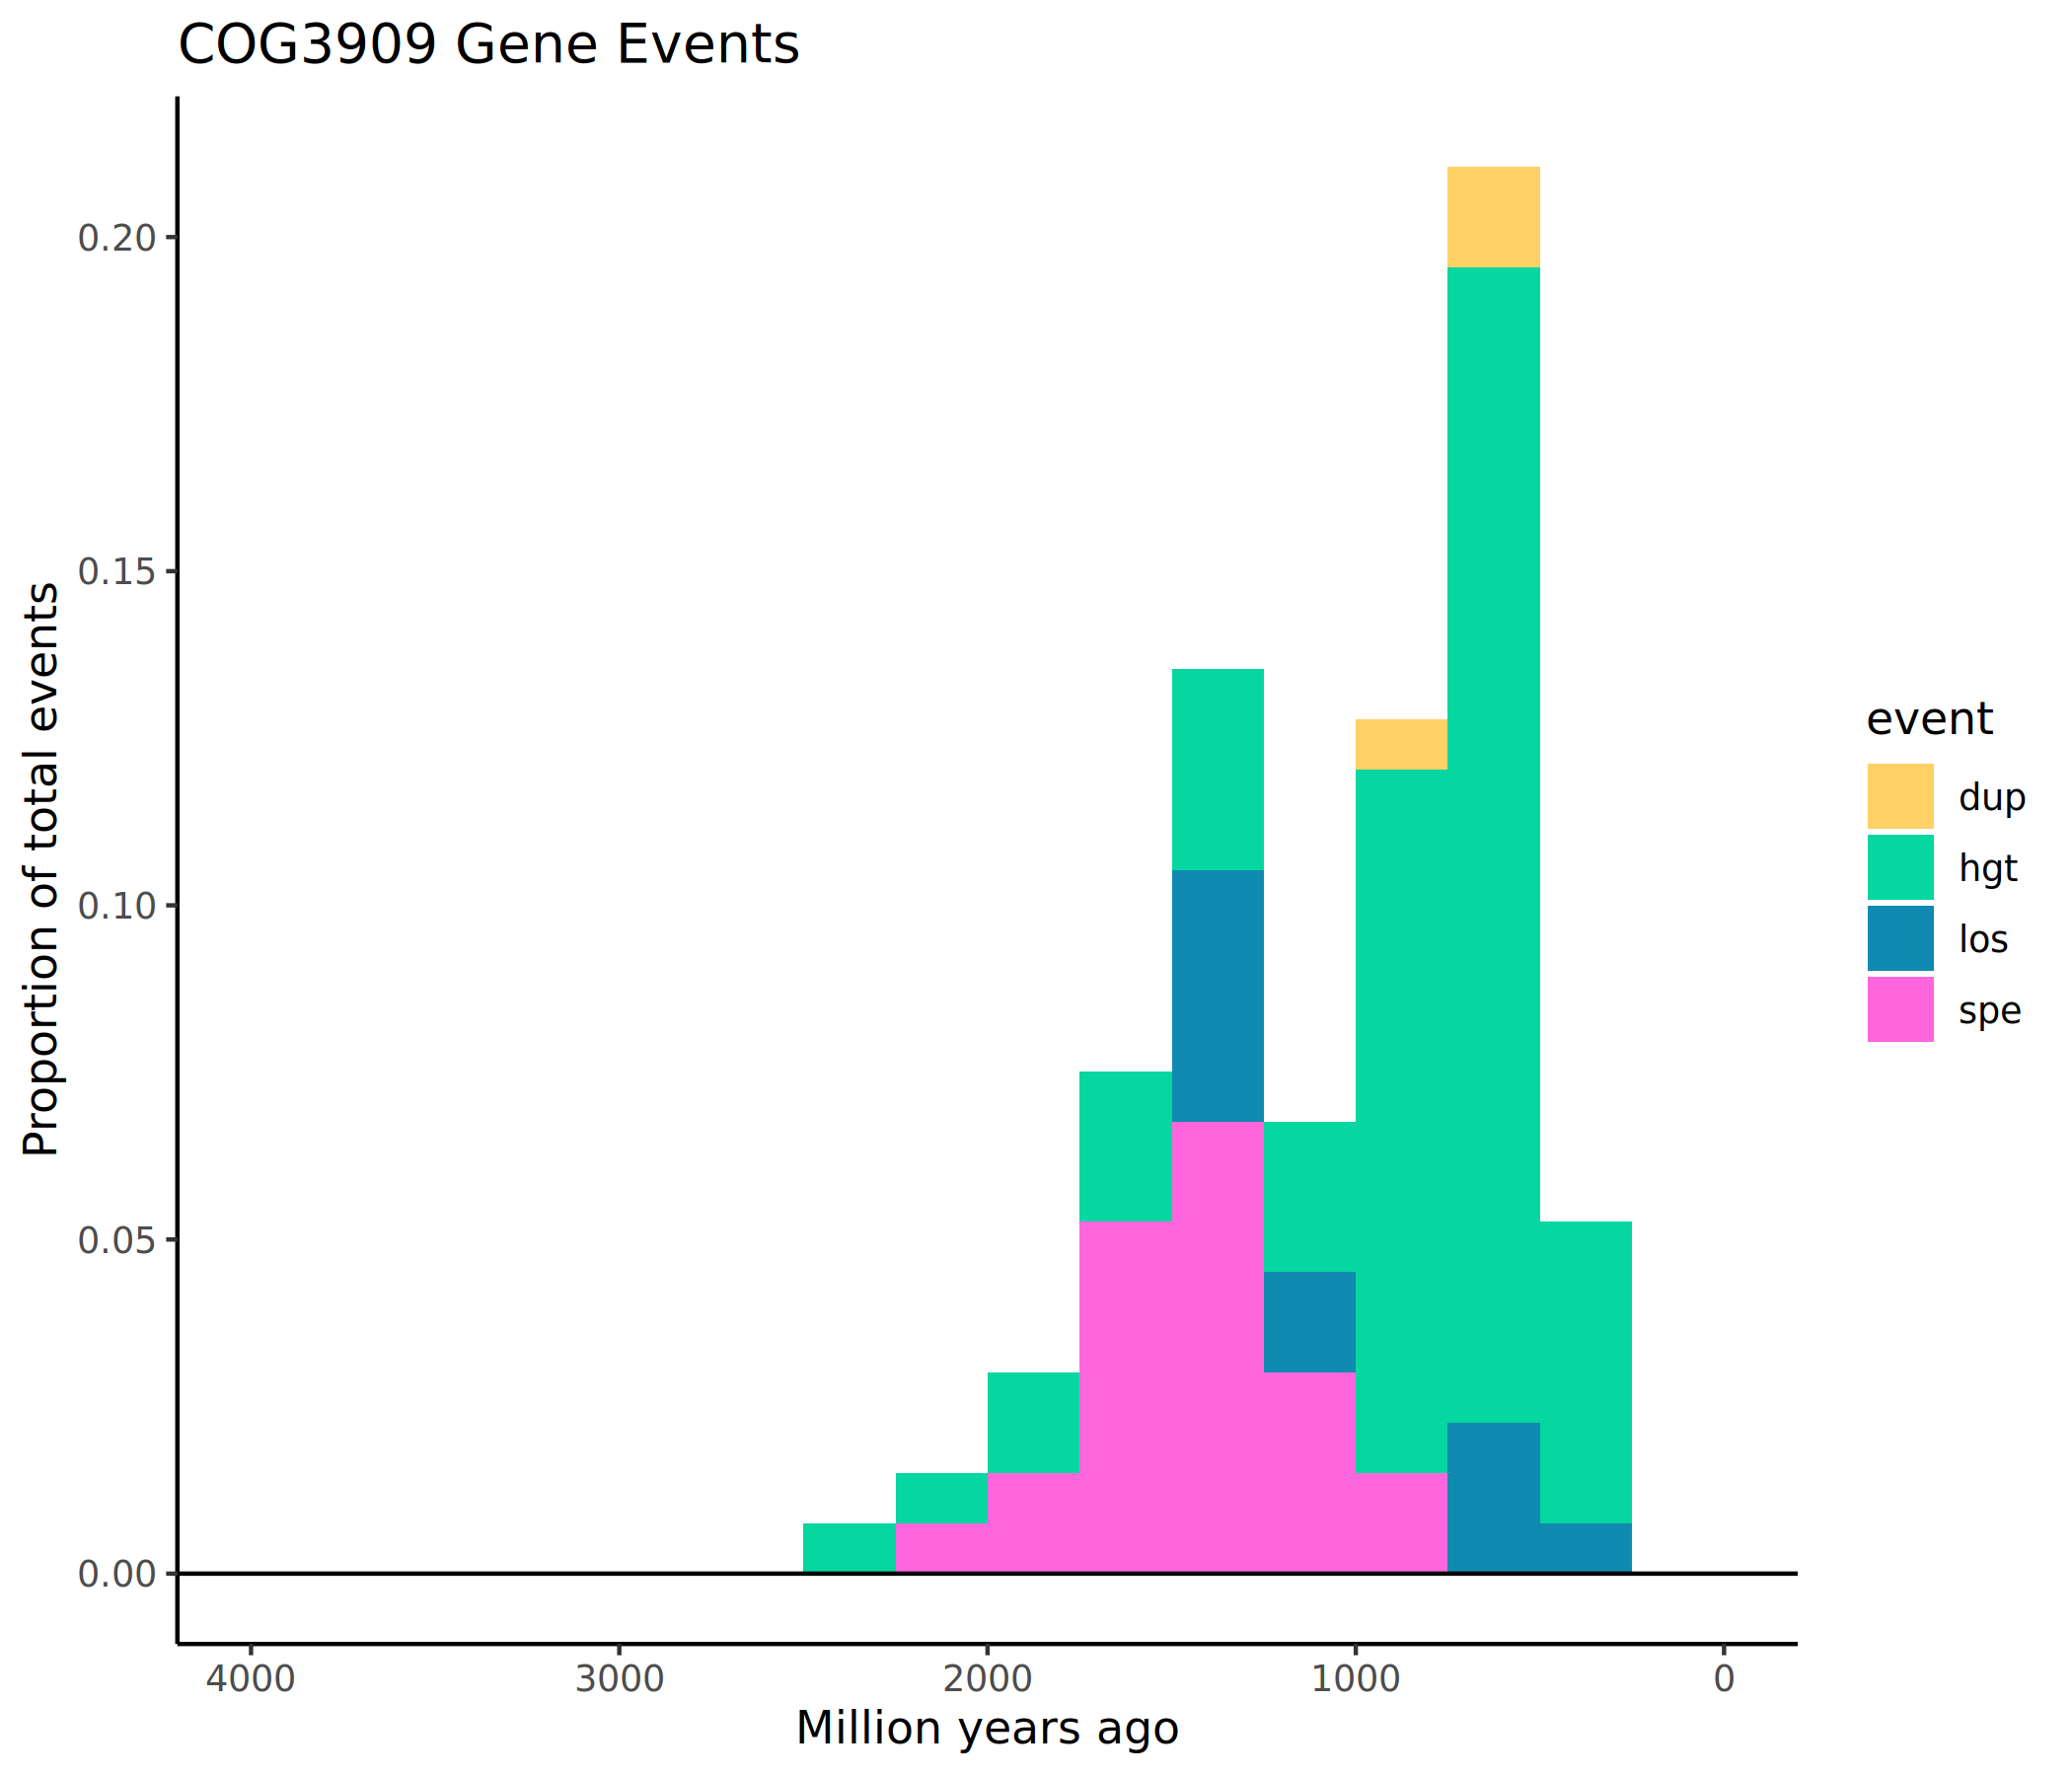 COG3909 Gene Events
Proportion of total events
0.20
0.15
0.10
0.05
0.00
4000
3000
2000
1000
0
Million years ago
event
dup
hgt
los
spe